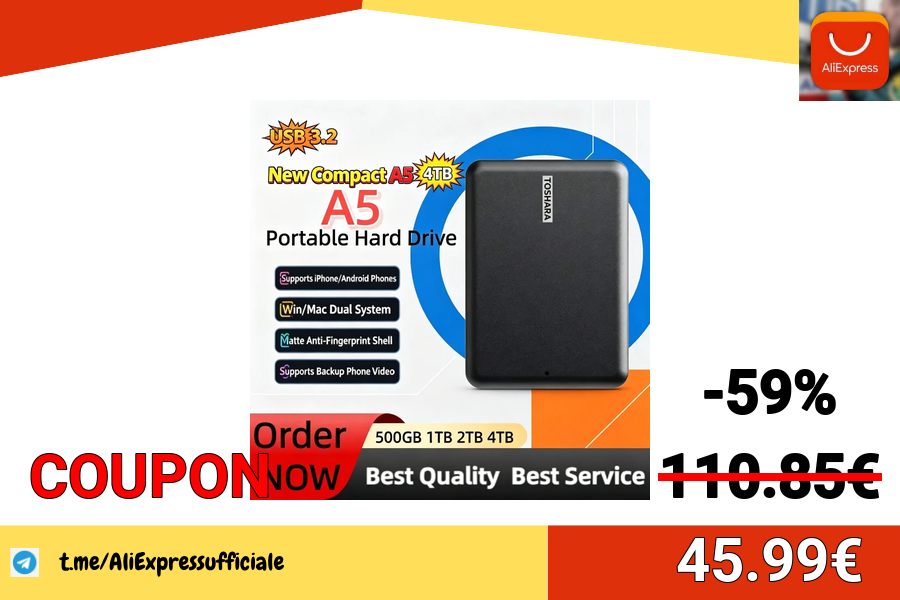 AliExpress
USB 3.2
New Compact A5 4TB
A5
Portable Hard Drive
TOSHARA
Supports iPhone/Android Phones
Win/Mac Dual System
Matte Anti-Fingerprint Shell
Supports Backup Phone Video
-59%
Order
NOW
500GB 1TB 2TB 4TB
Best Quality Best Service
COUPON
110.85€
t.me/AliExpressufficiale
45.99€